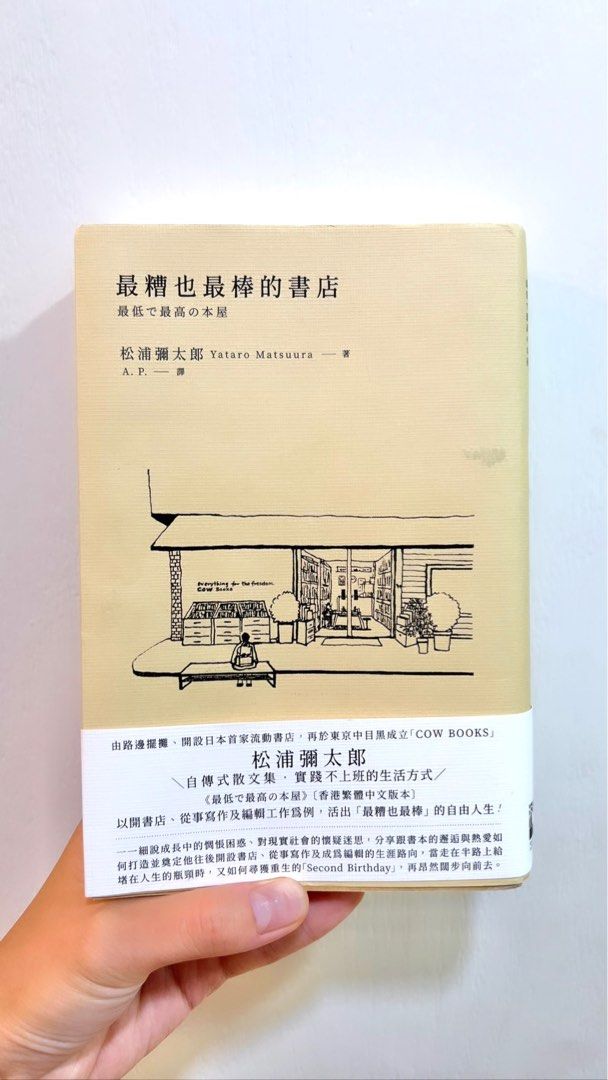 最糟也最棒的書店
最低で最高の本屋
松浦彌太郎 Yataro Matsuura — 著
A. P. — 譯
everything for the freedom.
COW Books
由路邊擺攤、開設日本首家流動書店，再於東京中目黑成立「COW BOOKS」
松浦彌太郎
＼自傳式散文集．實踐不上班的生活方式／
《最低で最高の本屋》〔香港繁體中文版本〕
以開書店、從事寫作及編輯工作為例，活出「最糟也最棒」的自由人生！
一一細說成長中的惆悵困惑、對現實社會的懷疑迷思，分享跟書本的邂逅與熱愛如
何打造並奠定他往後開設書店、從事寫作及成為編輯的生涯路向，當走在半路上給
堵在人生的瓶頸時，又如何尋獲重生的「Second Birthday」，再昂然闊步向前去。